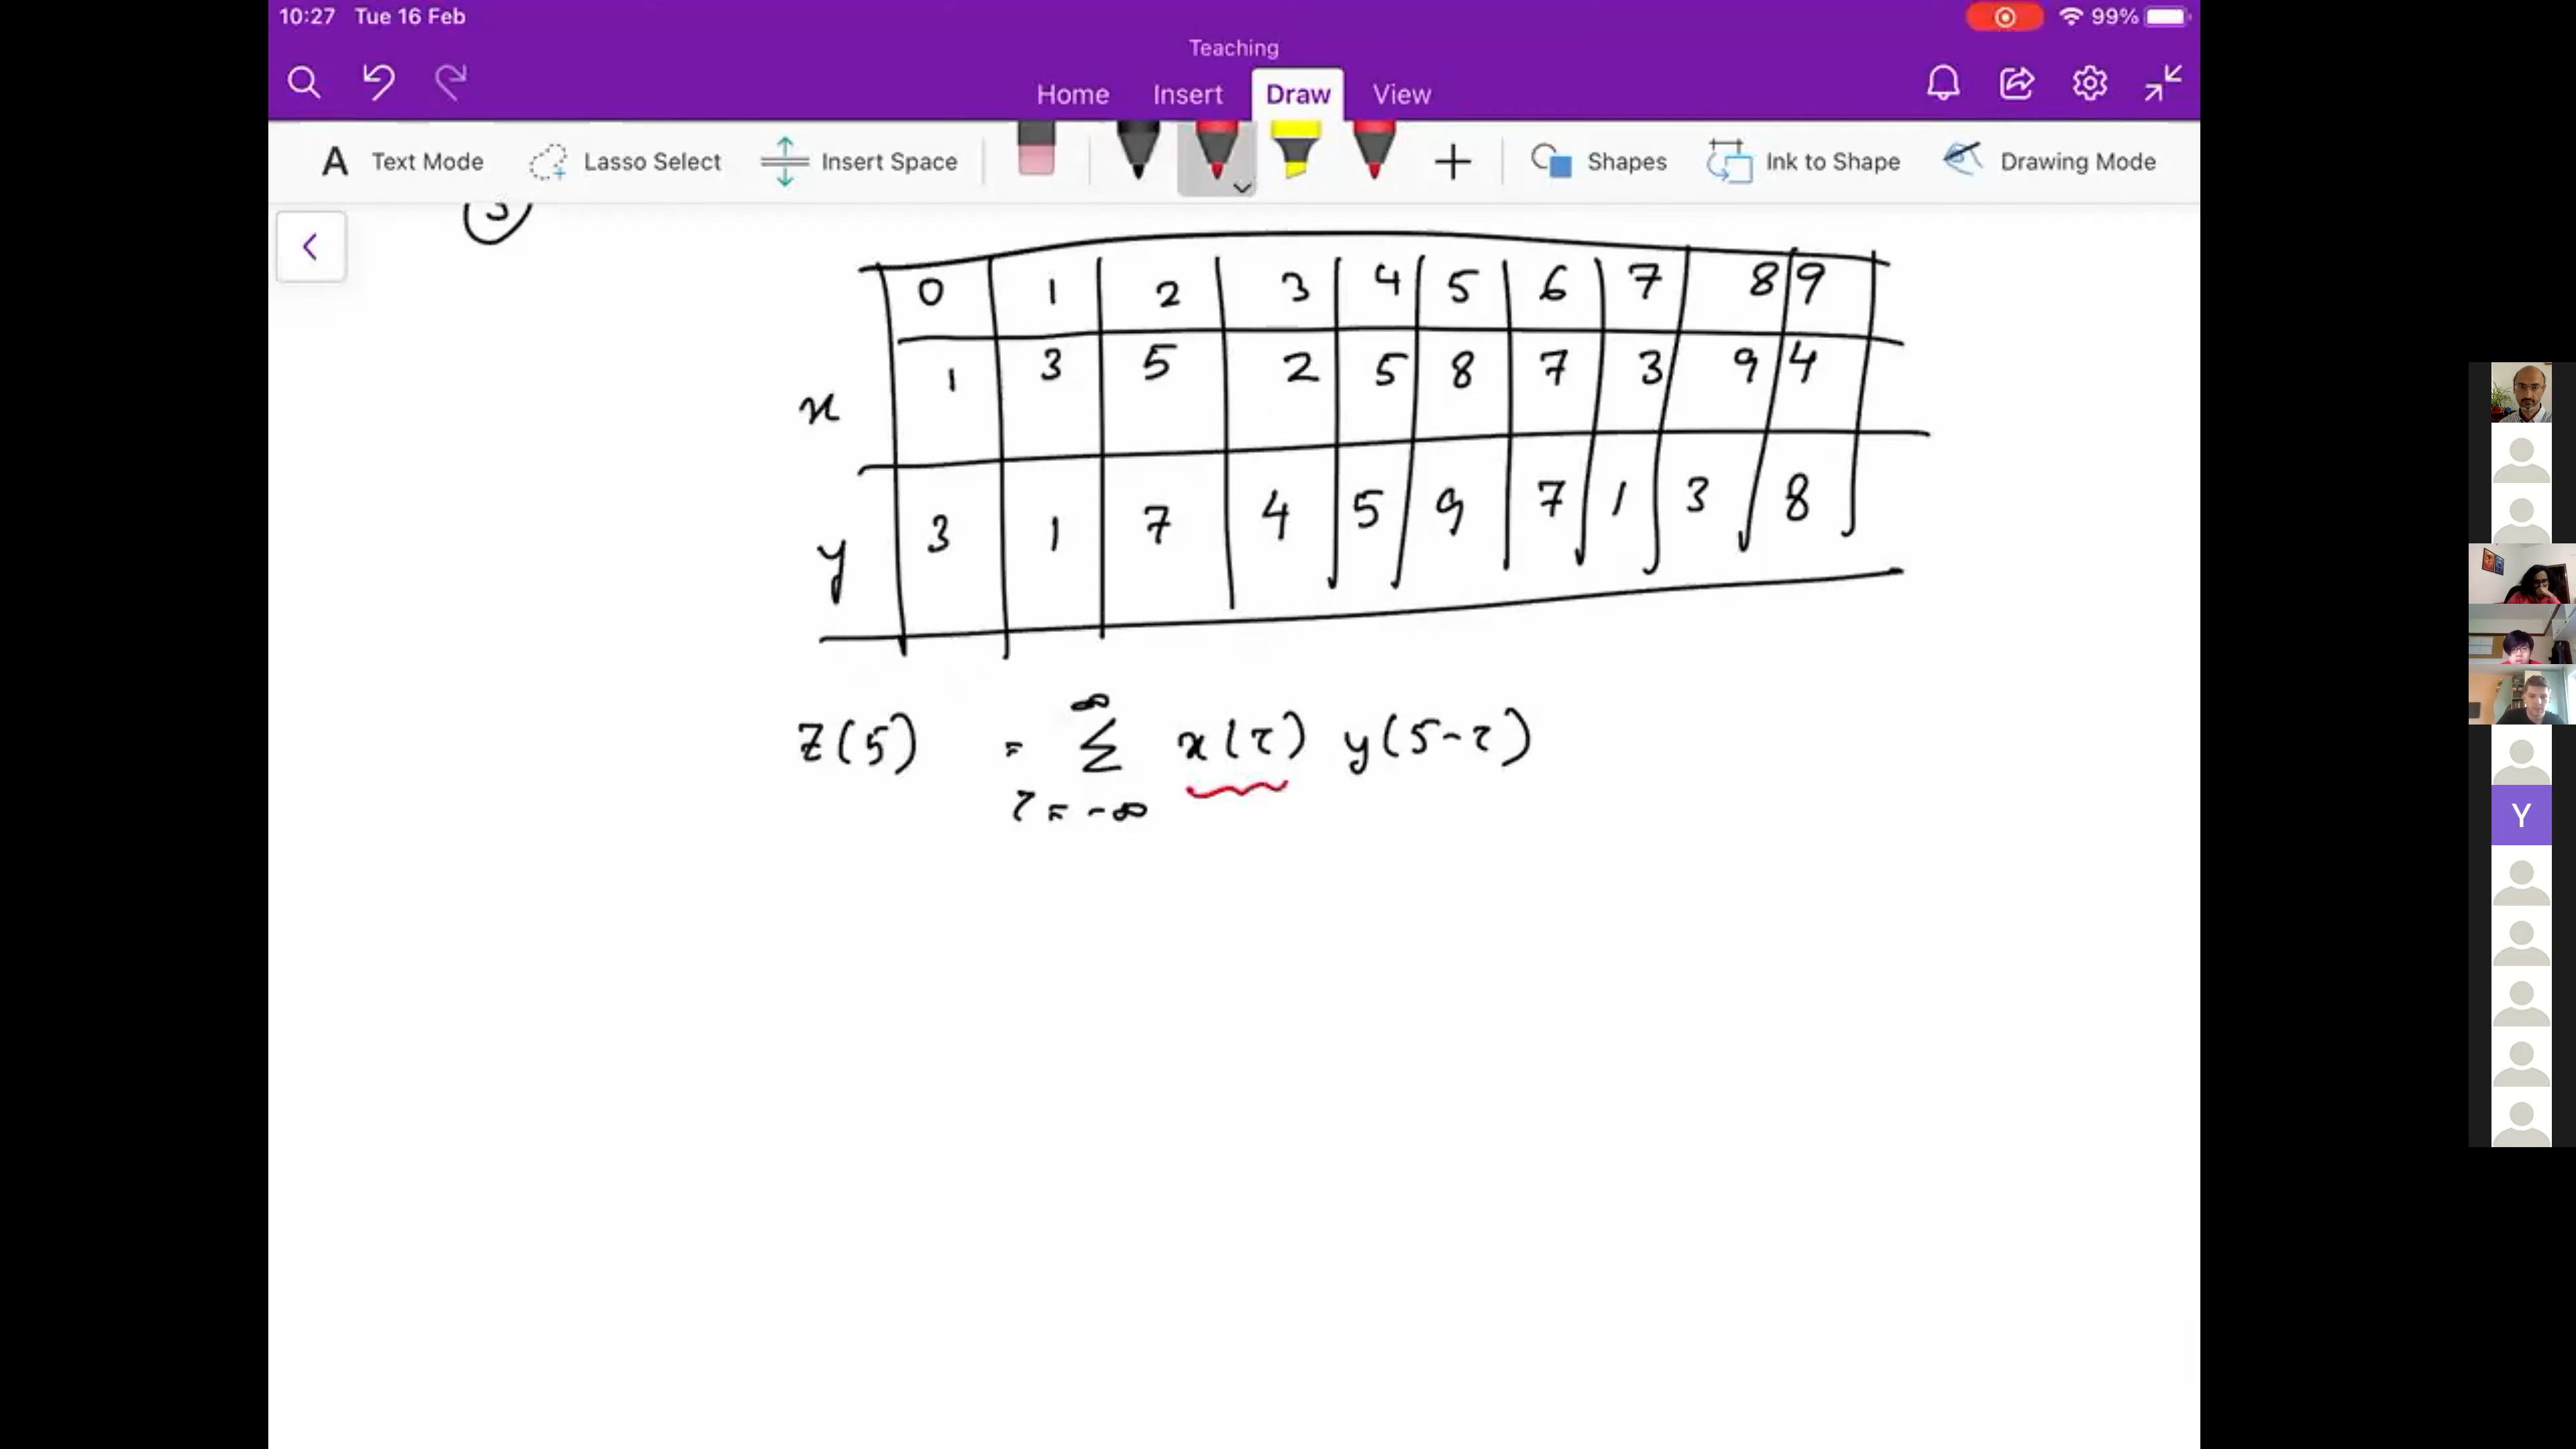 10:27 Tue 16 Feb 99%
Teaching
Home Insert Draw View
A Text Mode Lasso Select Insert Space Shapes Ink to Shape Drawing Mode
3
0 1 2 3 4 5 6 7 8 9
x 1 3 5 2 5 8 7 3 9 4
y 3 1 7 4 5 9 7 1 3 8
∞
Z(5) = Σ x(τ) y(5-τ)
τ = -∞
Y